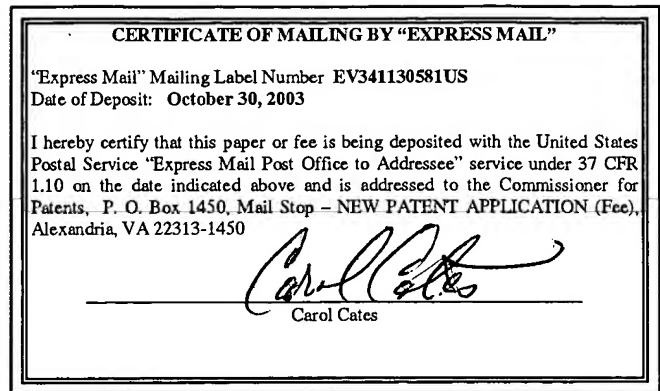 CERTIFICATE OF MAILING BY “EXPRESS MAIL”
“Express Mail” Mailing Label Number EV341130581US
Date of Deposit: October 30, 2003
I hereby certify that this paper or fee is being deposited with the United States
Postal Service “Express Mail Post Office to Addressee” service under 37 CFR
1.10 on the date indicated above and is addressed to the Commissioner for
Patents, P. O. Box 1450, Mail Stop – NEW PATENT APPLICATION (Fee),
Alexandria, VA 22313-1450
Carol Cates
Carol Cates